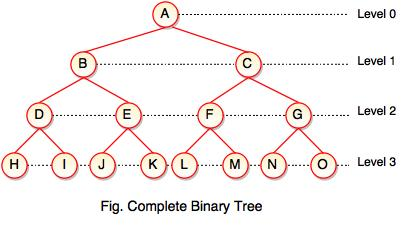 A Level 0
B C Level 1
D E F G Level 2
H I J K L M N O Level 3
Fig. Complete Binary Tree